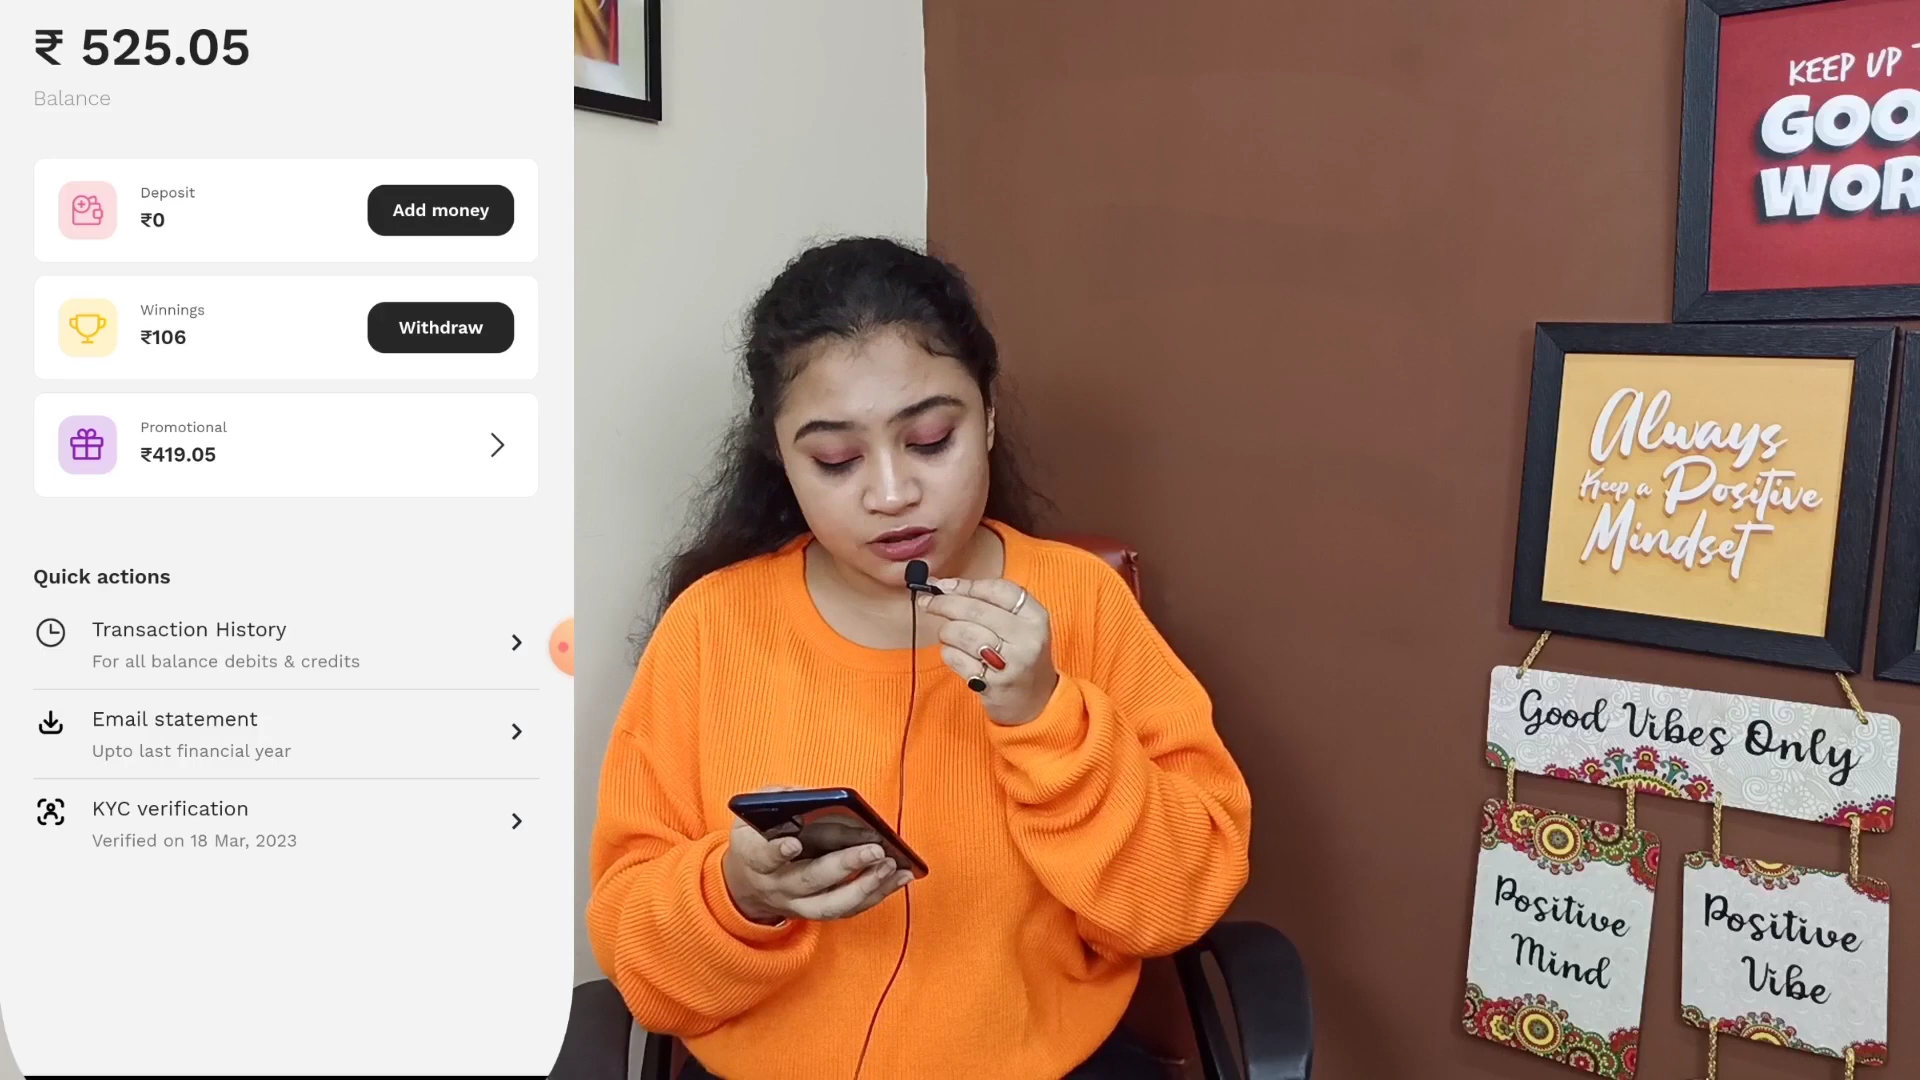 ₹ 525.05
Balance
Deposit
₹0
Add money
Winnings
₹106
Withdraw
Promotional
₹419.05
Quick actions
Transaction History
For all balance debits & credits
Email statement
Upto last financial year
KYC verification
Verified on 18 Mar, 2023
KEEP UP
Always
Keep a Positive
Mindset
Good Vibes Only
Positive
Mind
Positive
Vibe